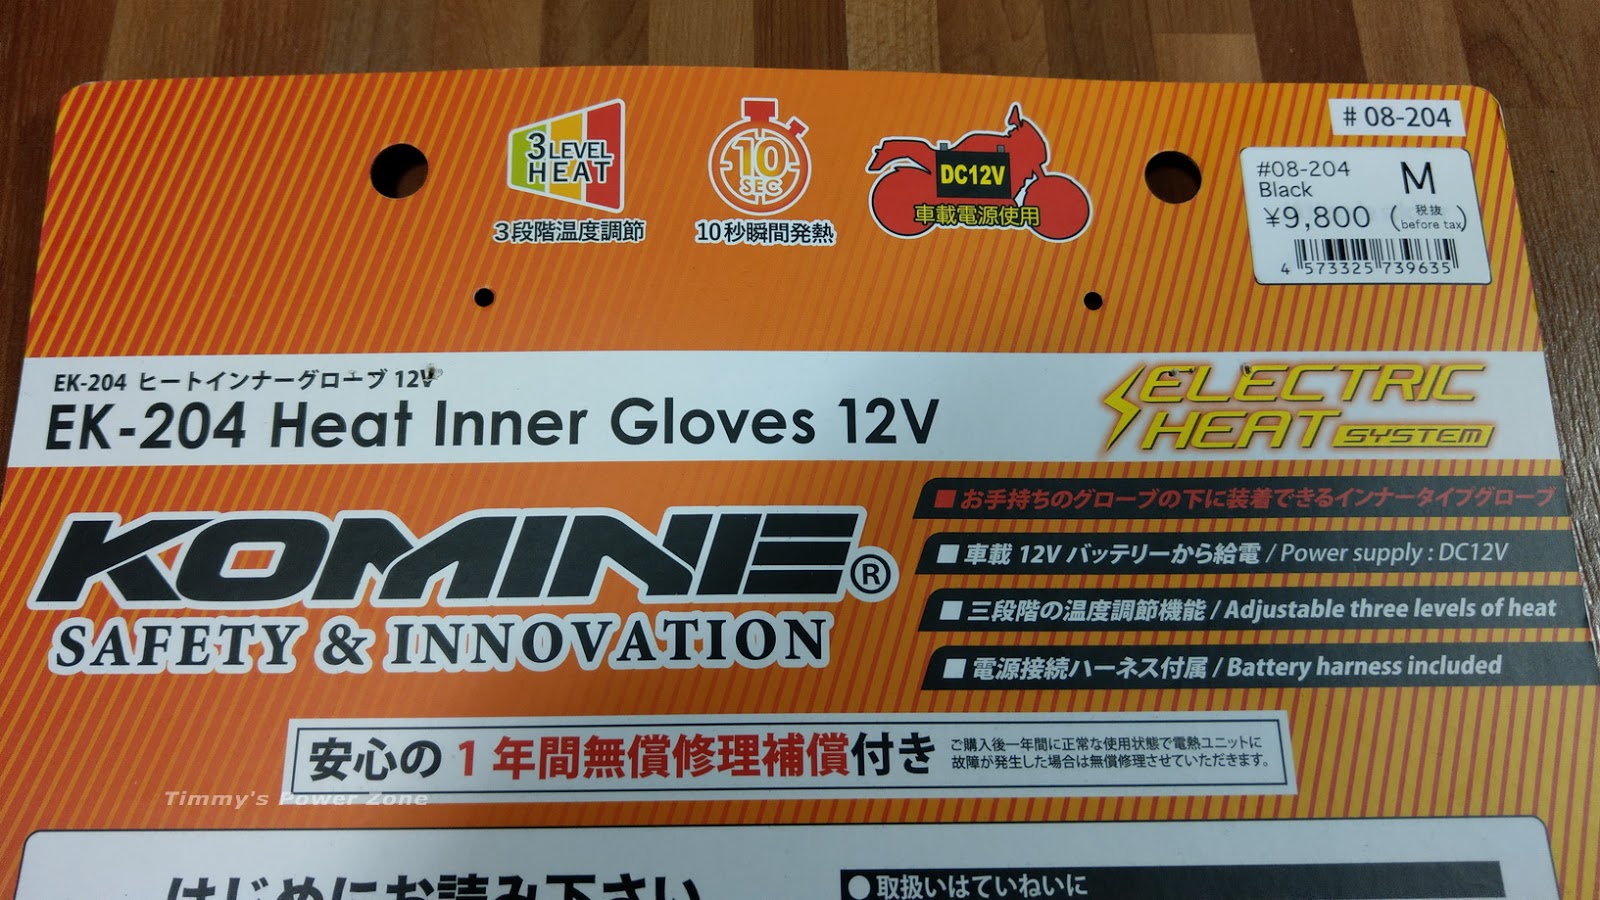 3 LEVEL
HEAT
3段階温度調節
10
SEC
10秒瞬間発熱
DC12V
車載電源使用
# 08-204
#08-204
Black
M
¥9,800 (税抜 before tax)
4 573325 739635
EK-204 ヒートインナーグローブ 12V
EK-204 Heat Inner Gloves 12V
ELECTRIC
HEAT SYSTEM
KOMINE®
SAFETY & INNOVATION
■ お手持ちのグローブの下に装着できるインナータイプグローブ
■ 車載 12V バッテリーから給電 / Power supply : DC12V
■ 三段階の温度調節機能 / Adjustable three levels of heat
■ 電源接続ハーネス付属 / Battery harness included
安心の1年間無償修理補償付き
ご購入後一年間に正常な使用状態で電熱ユニットに
故障が発生した場合は無償修理させていただきます。
Timmy's Power Zone
はじめにお読み下さい
○取扱いはていねいに